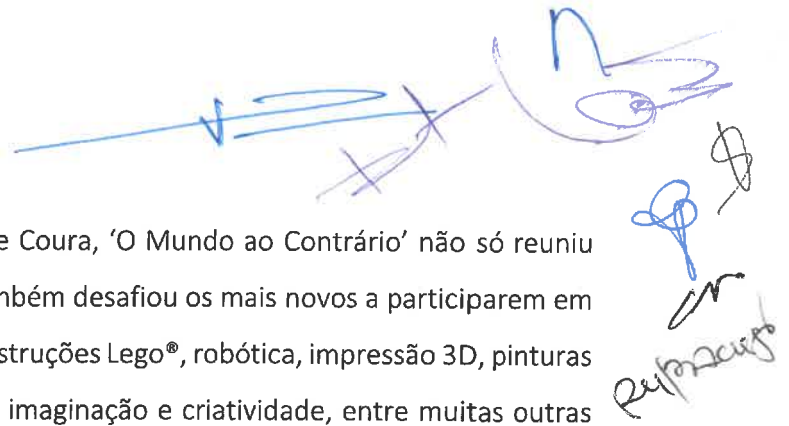 e Coura, ‘O Mundo ao Contrário’ não só reuniu
mbém desafiou os mais novos a participarem em
struções Lego®, robótica, impressão 3D, pinturas
imaginação e criatividade, entre muitas outras